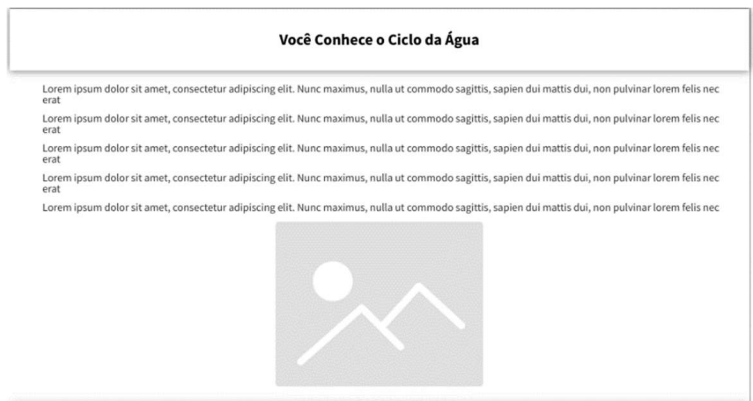 Você Conhece o Ciclo da Água
Lorem ipsum dolor sit amet, consectetur adipiscing elit. Nunc maximus, nulla ut commodo sagittis, sapien dui mattis dui, non pulvinar lorem felis nec
erat
Lorem ipsum dolor sit amet, consectetur adipiscing elit. Nunc maximus, nulla ut commodo sagittis, sapien dui mattis dui, non pulvinar lorem felis nec
erat
Lorem ipsum dolor sit amet, consectetur adipiscing elit. Nunc maximus, nulla ut commodo sagittis, sapien dui mattis dui, non pulvinar lorem felis nec
erat
Lorem ipsum dolor sit amet, consectetur adipiscing elit. Nunc maximus, nulla ut commodo sagittis, sapien dui mattis dui, non pulvinar lorem felis nec
erat
Lorem ipsum dolor sit amet, consectetur adipiscing elit. Nunc maximus, nulla ut commodo sagittis, sapien dui mattis dui, non pulvinar lorem felis nec